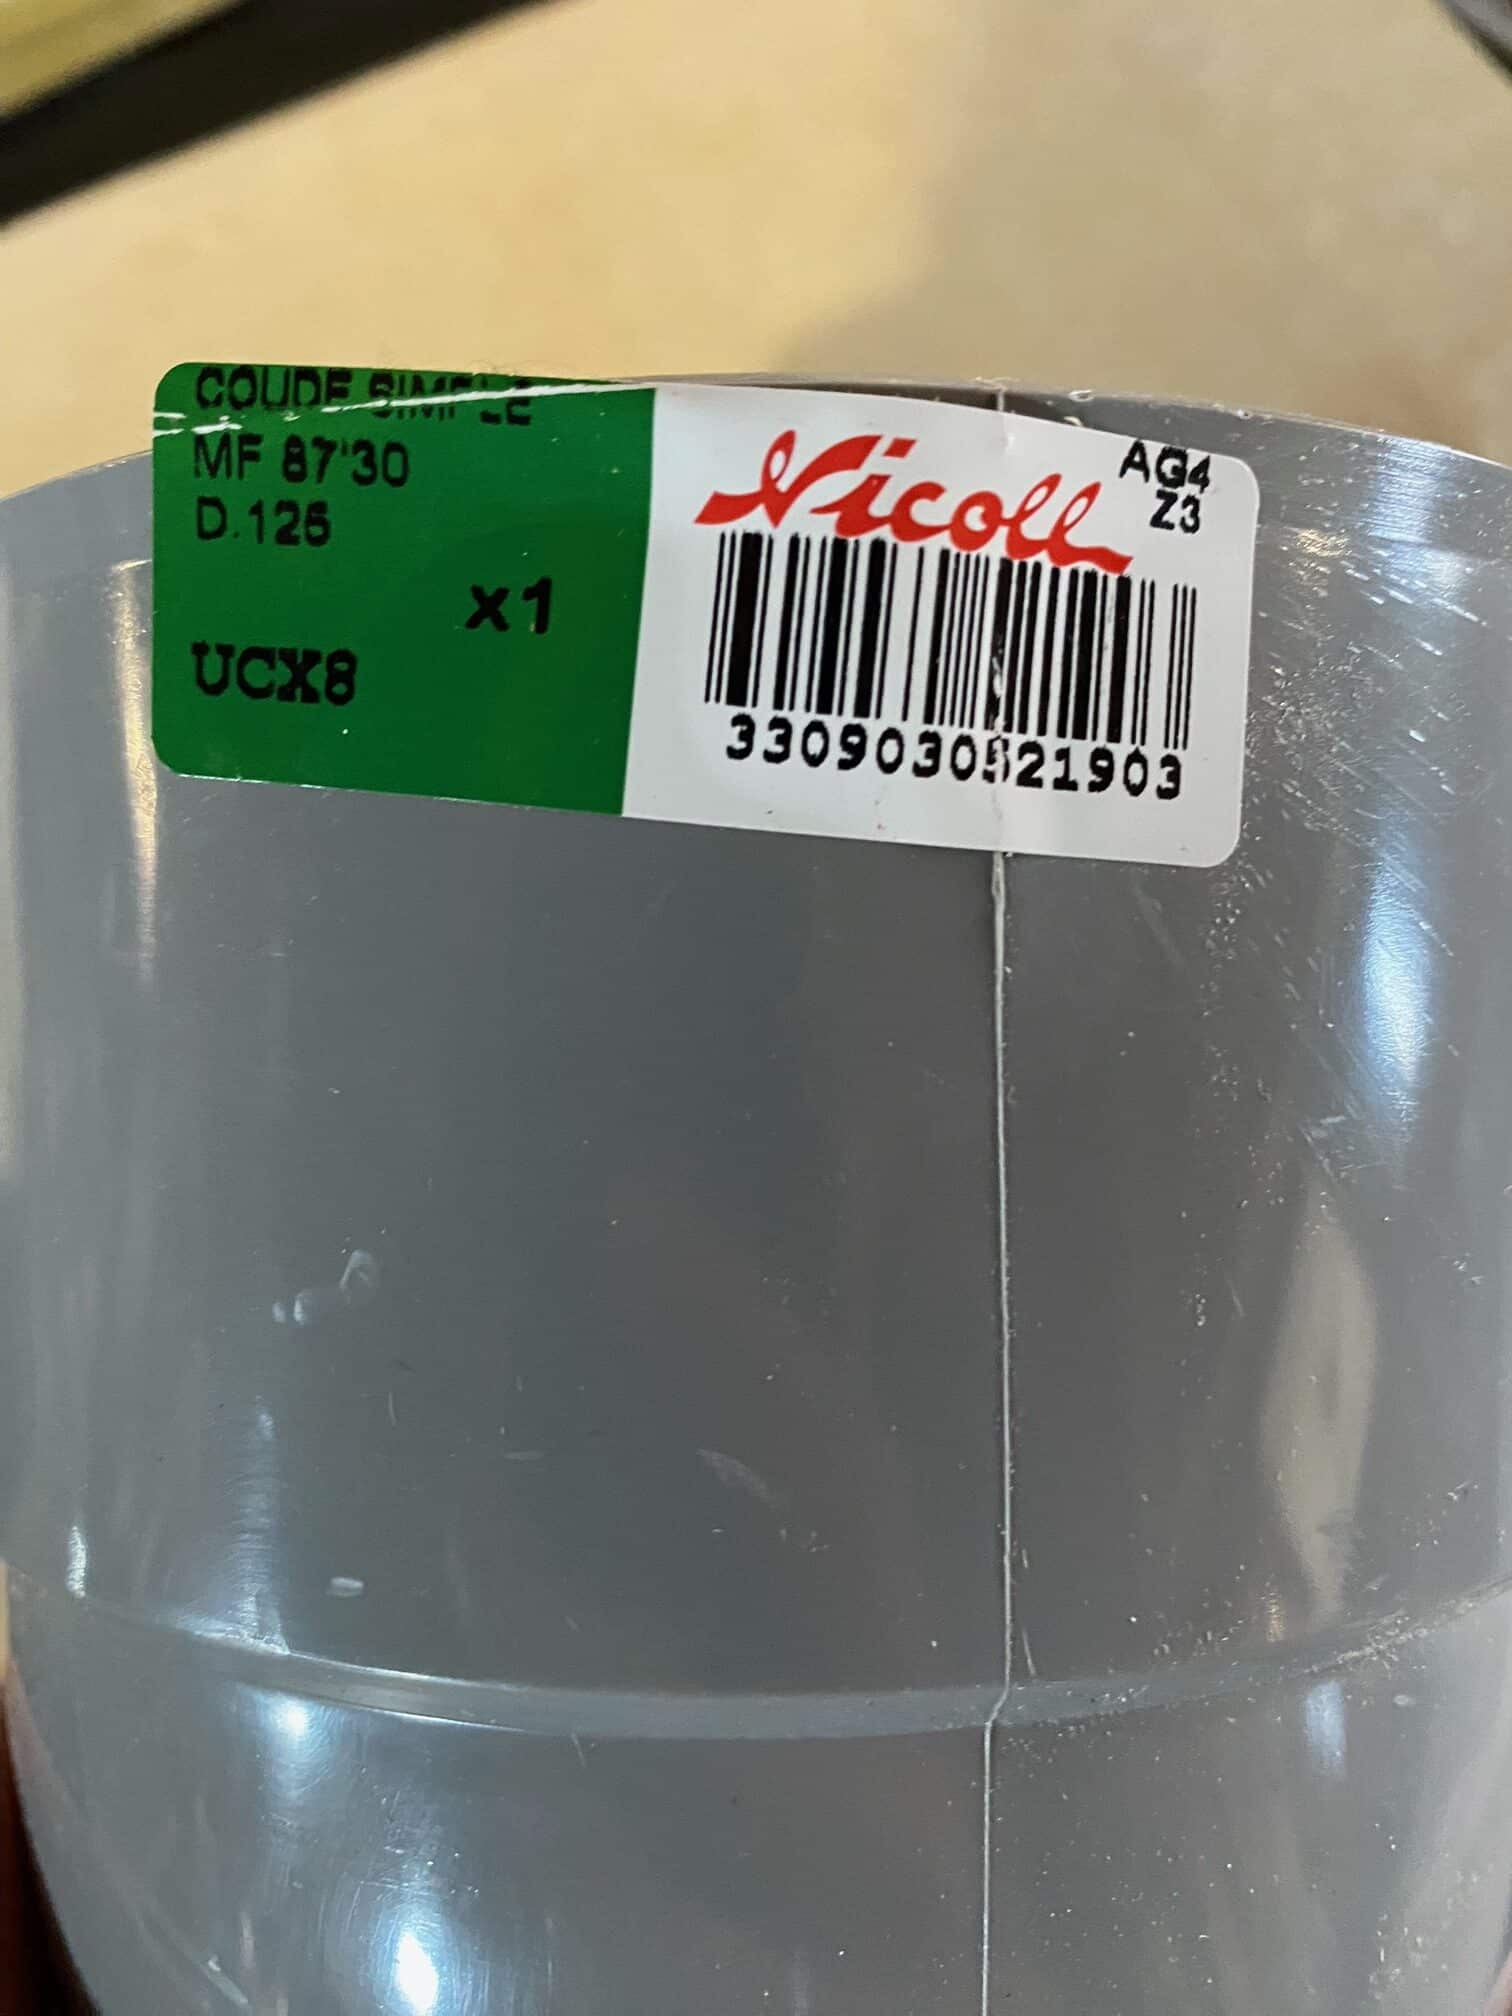 COUDE SIMPLE
MF 87'30
D.125
x1
UCX8
Nicoll
AG4
Z3
3309030521903